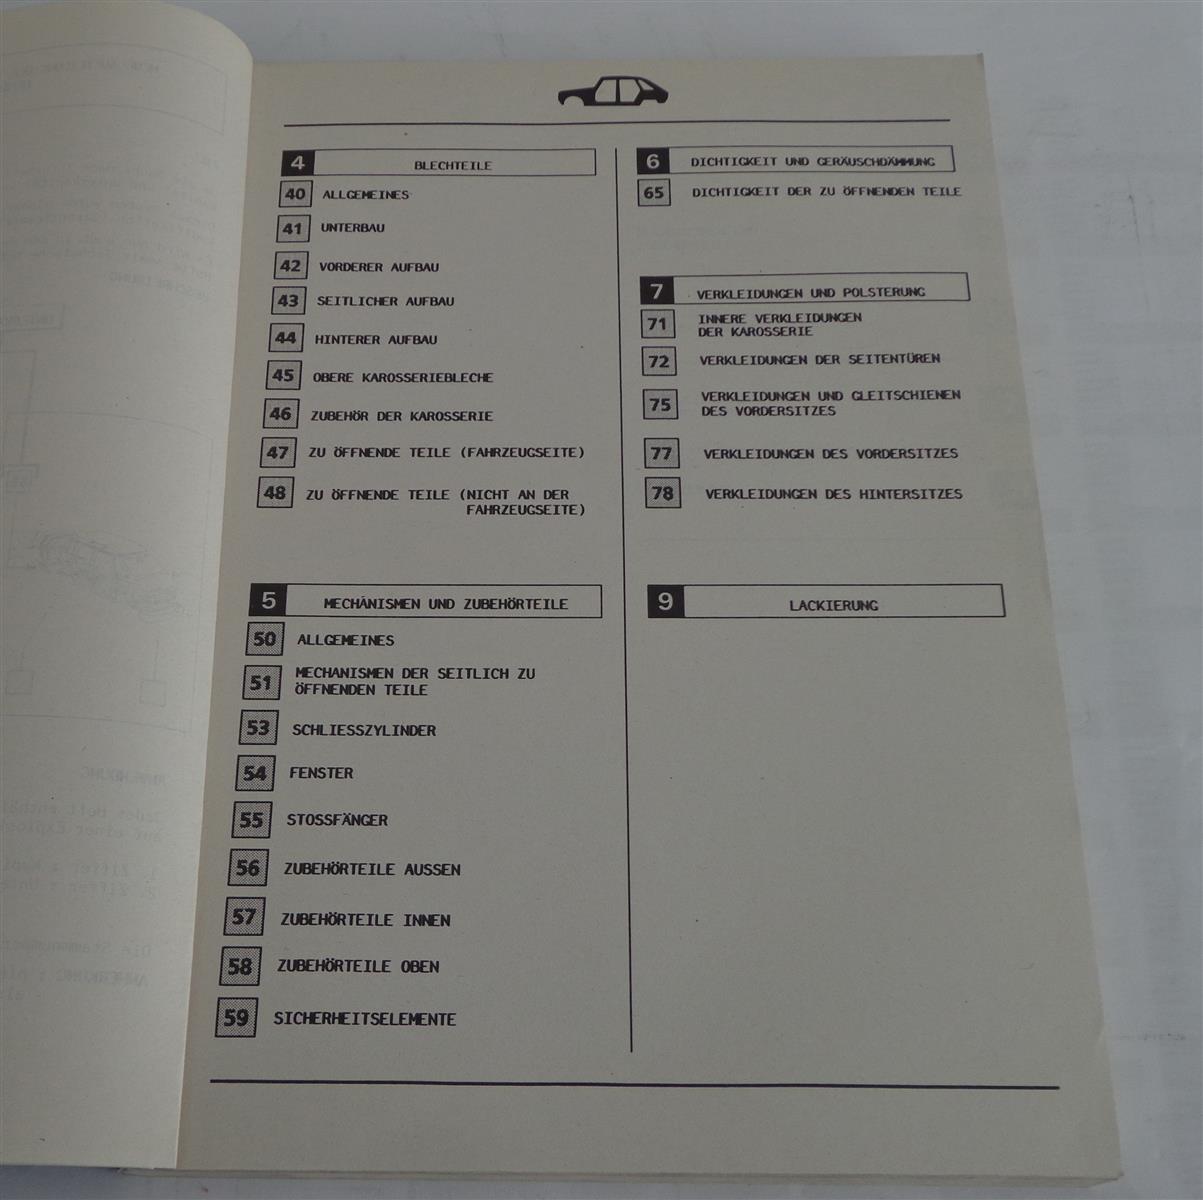 4 BLECHTEILE
40 ALLGEMEINES
41 UNTERBAU
42 VORDERER AUFBAU
43 SEITLICHER AUFBAU
44 HINTERER AUFBAU
45 OBERE KAROSSERIEBLECHE
46 ZUBEHÖR DER KAROSSERIE
47 ZU ÖFFNENDE TEILE (FAHRZEUGSEITE)
48 ZU ÖFFNENDE TEILE (NICHT AN DER
FAHRZEUGSEITE)
5 MECHANISMEN UND ZUBEHÖRTEILE
50 ALLGEMEINES
51 MECHANISMEN DER SEITLICH ZU
ÖFFNENDEN TEILE
53 SCHLIESSZYLINDER
54 FENSTER
55 STOSSFÄNGER
56 ZUBEHÖRTEILE AUSSEN
57 ZUBEHÖRTEILE INNEN
58 ZUBEHÖRTEILE OBEN
59 SICHERHEITSELEMENTE
6 DICHTIGKEIT UND GERÄUSCHDÄMMUNG
65 DICHTIGKEIT DER ZU ÖFFNENDEN TEILE
7 VERKLEIDUNGEN UND POLSTERUNG
71 INNERE VERKLEIDUNGEN
DER KAROSSERIE
72 VERKLEIDUNGEN DER SEITENTÜREN
75 VERKLEIDUNGEN UND GLEITSCHIENEN
DES VORDERSITZES
77 VERKLEIDUNGEN DES VORDERSITZES
78 VERKLEIDUNGEN DES HINTERSITZES
9 LACKIERUNG